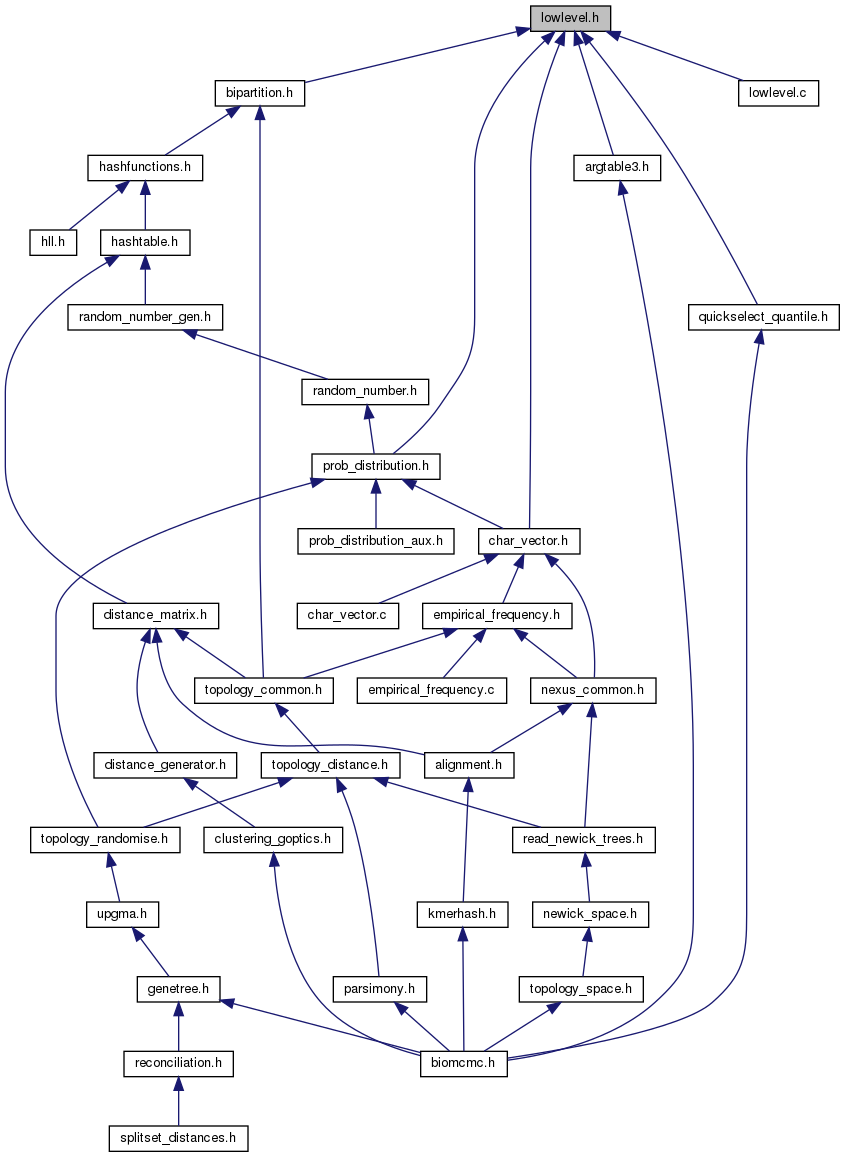 lowlevel.h
bipartition.h
lowlevel.c
hashfunctions.h
argtable3.h
hll.h
hashtable.h
random_number_gen.h
quickselect_quantile.h
random_number.h
prob_distribution.h
prob_distribution_aux.h
char_vector.h
distance_matrix.h
char_vector.c
empirical_frequency.h
topology_common.h
empirical_frequency.c
nexus_common.h
distance_generator.h
topology_distance.h
alignment.h
topology_randomise.h
clustering_goptics.h
read_newick_trees.h
upgma.h
kmerhash.h
newick_space.h
genetree.h
parsimony.h
topology_space.h
reconciliation.h
biomcmc.h
splitset_distances.h